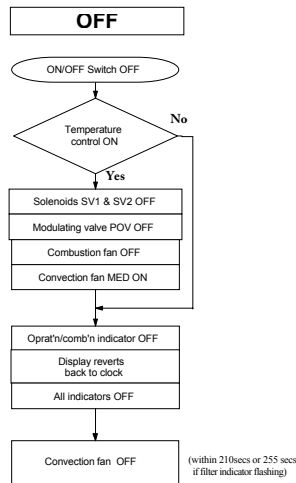 OFF
ON/OFF Switch OFF
Temperature
control ON
No
Yes
Solenoids SV1 & SV2 OFF
Modulating valve POV OFF
Combustion fan OFF
Convection fan MED ON
Oprat'n/comb'n indicator OFF
Display reverts
back to clock
All indicators OFF
Convection fan OFF
(within 210secs or 255 secs
if filter indicator flashing)